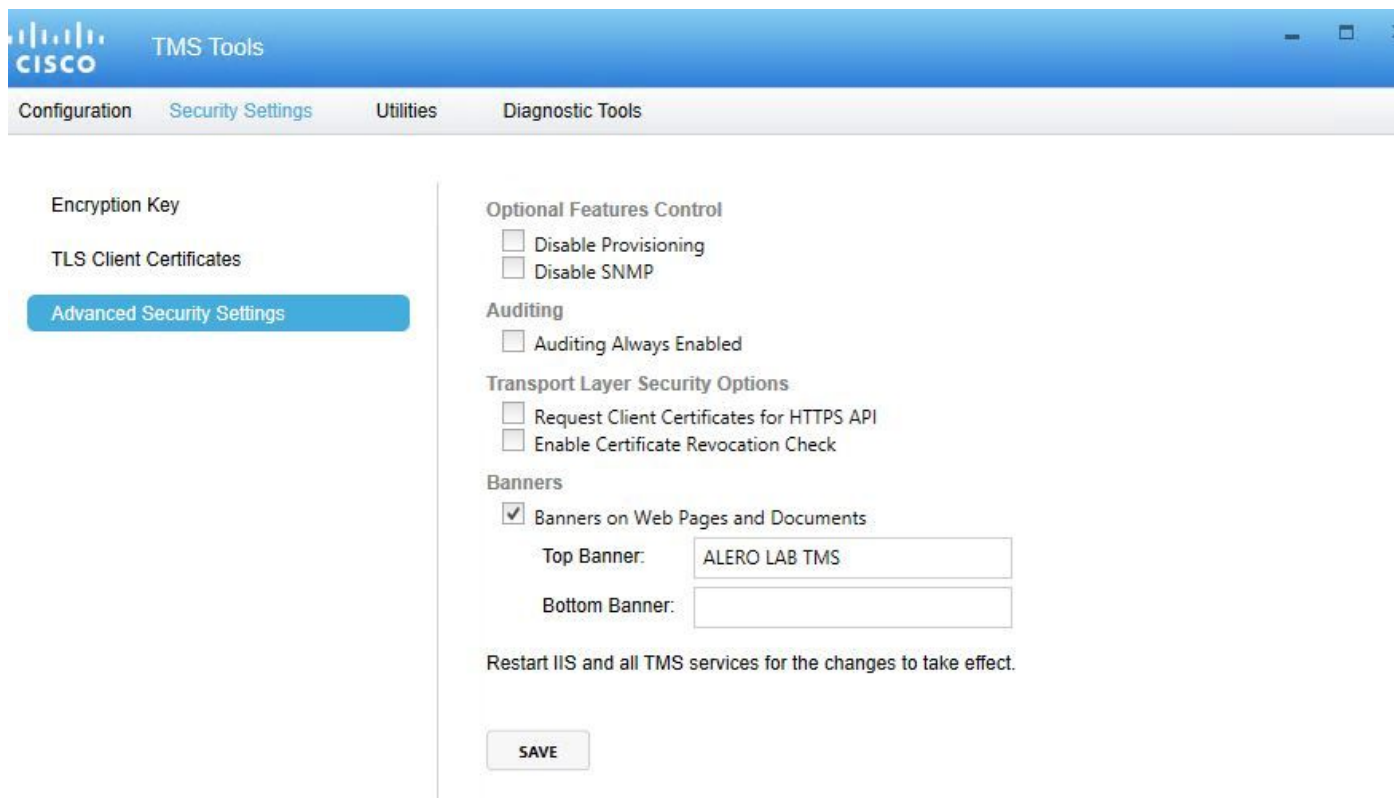 CISCO
TMS Tools
Configuration Security Settings Utilities Diagnostic Tools
Encryption Key
TLS Client Certificates
Advanced Security Settings
Optional Features Control
Disable Provisioning
Disable SNMP
Auditing
Auditing Always Enabled
Transport Layer Security Options
Request Client Certificates for HTTPS API
Enable Certificate Revocation Check
Banners
Banners on Web Pages and Documents
Top Banner: ALERO LAB TMS
Bottom Banner:
Restart IIS and all TMS services for the changes to take effect.
SAVE